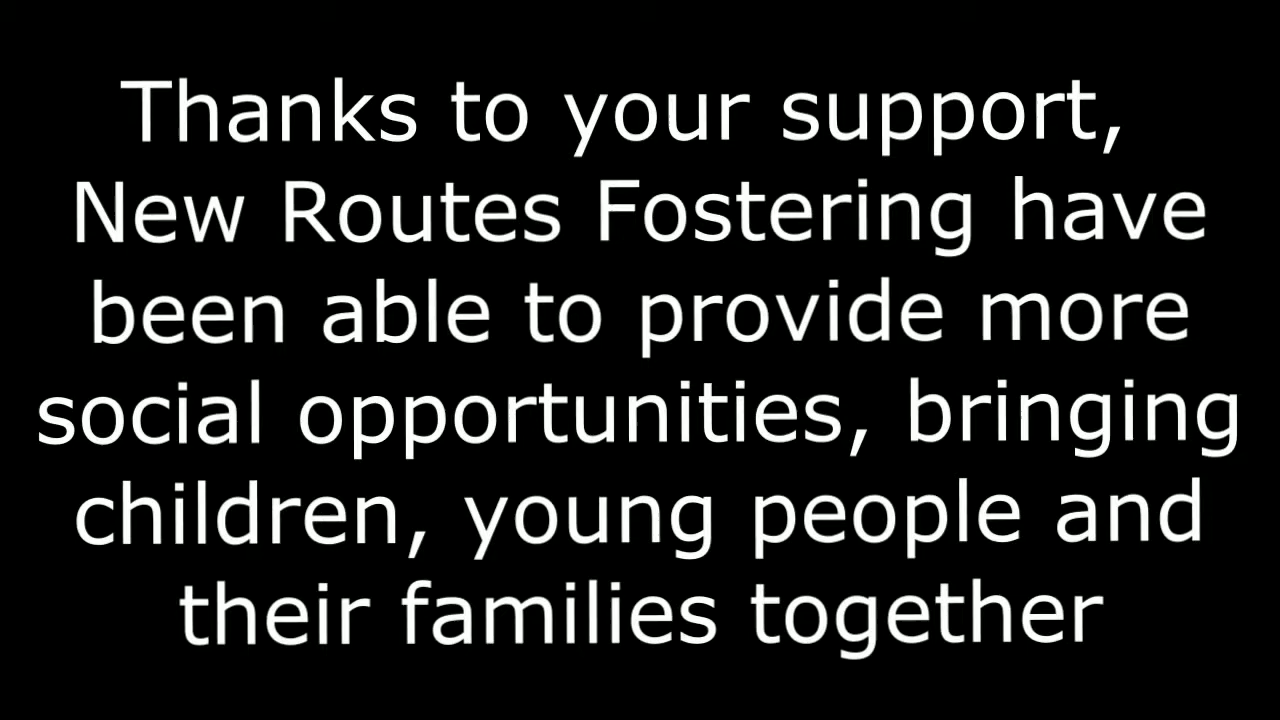 Thanks to your support,
New Routes Fostering have
been able to provide more
social opportunities, bringing
children, young people and
their families together